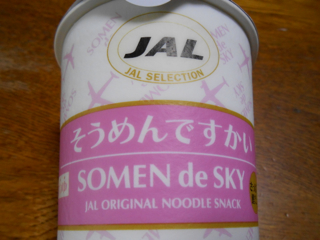 JAL
JAL SELECTION
そうめんですかい
SOMEN de SKY
JAL ORIGINAL NOODLE SNACK